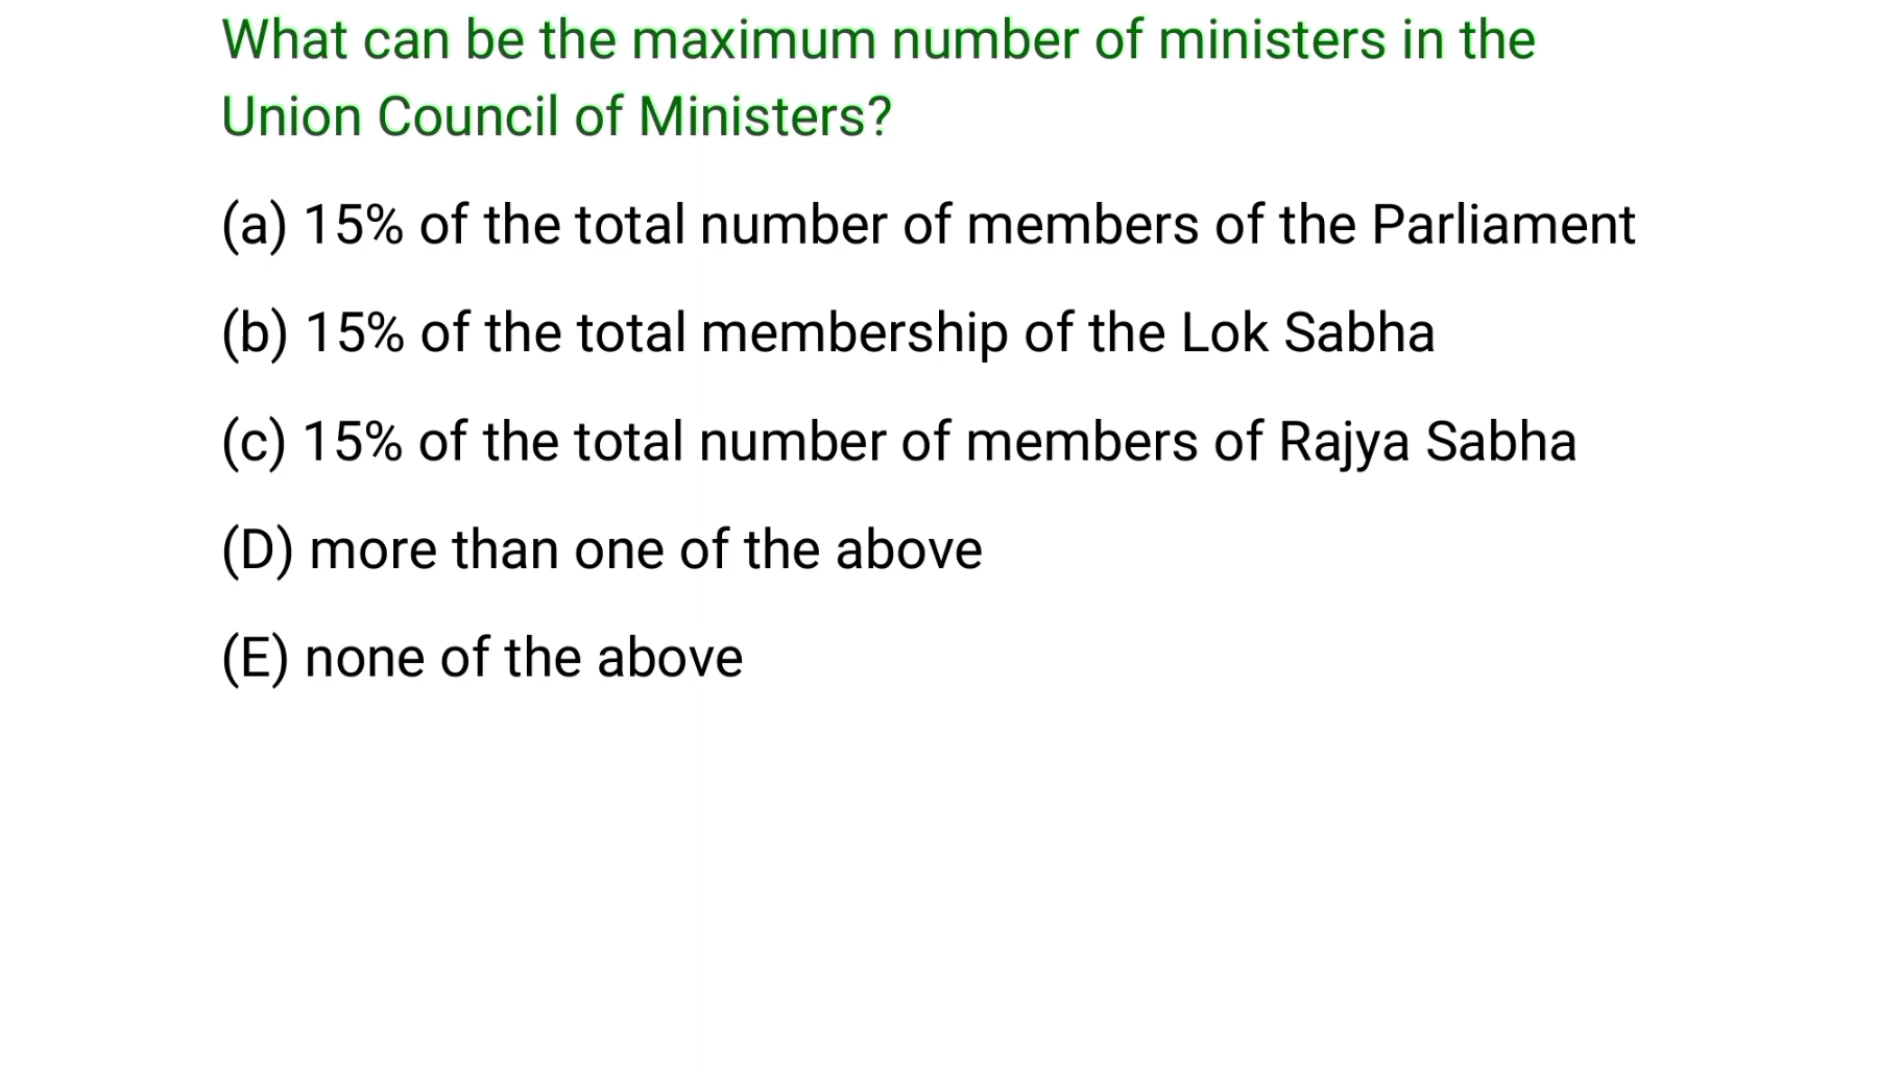 What can be the maximum number of ministers in the
Union Council of Ministers?
(a) 15% of the total number of members of the Parliament
(b) 15% of the total membership of the Lok Sabha
(c) 15% of the total number of members of Rajya Sabha
(D) more than one of the above
(E) none of the above